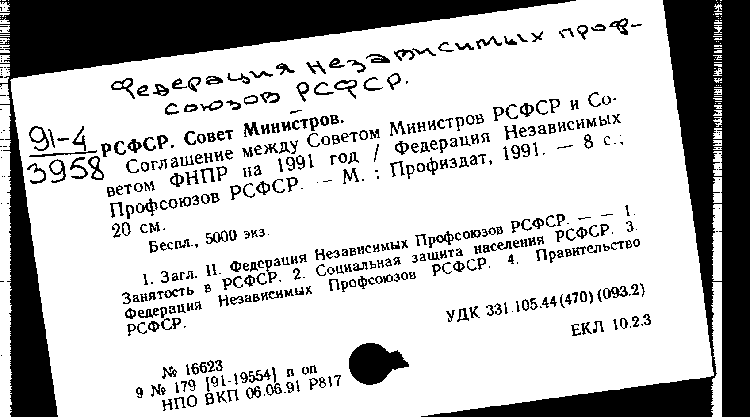 Федерация независимых проф-
союзов РСФСР.
91-4
3958
РСФСР. Совет Министров.
Соглашение между Советом Министров РСФСР и Со-
ветом ФНПР на 1991 год / Федерация Независимых
Профсоюзов РСФСР. — М. : Профиздат, 1991. — 8 с.;
20 см.
Беспл., 5000 экз.
1. Загл. II. Федерация Независимых Профсоюзов РСФСР. — — 1.
Занятость в РСФСР. 2. Социальная защита населения РСФСР. 3.
Федерация Независимых Профсоюзов РСФСР. 4. Правительство
РСФСР.
УДК 331.105.44(470)(093.2)
ЕКЛ 10.2.3
№ 16623
9 № 179 [91-19554] п оп
НПО ВКП 06.06.91 Р817